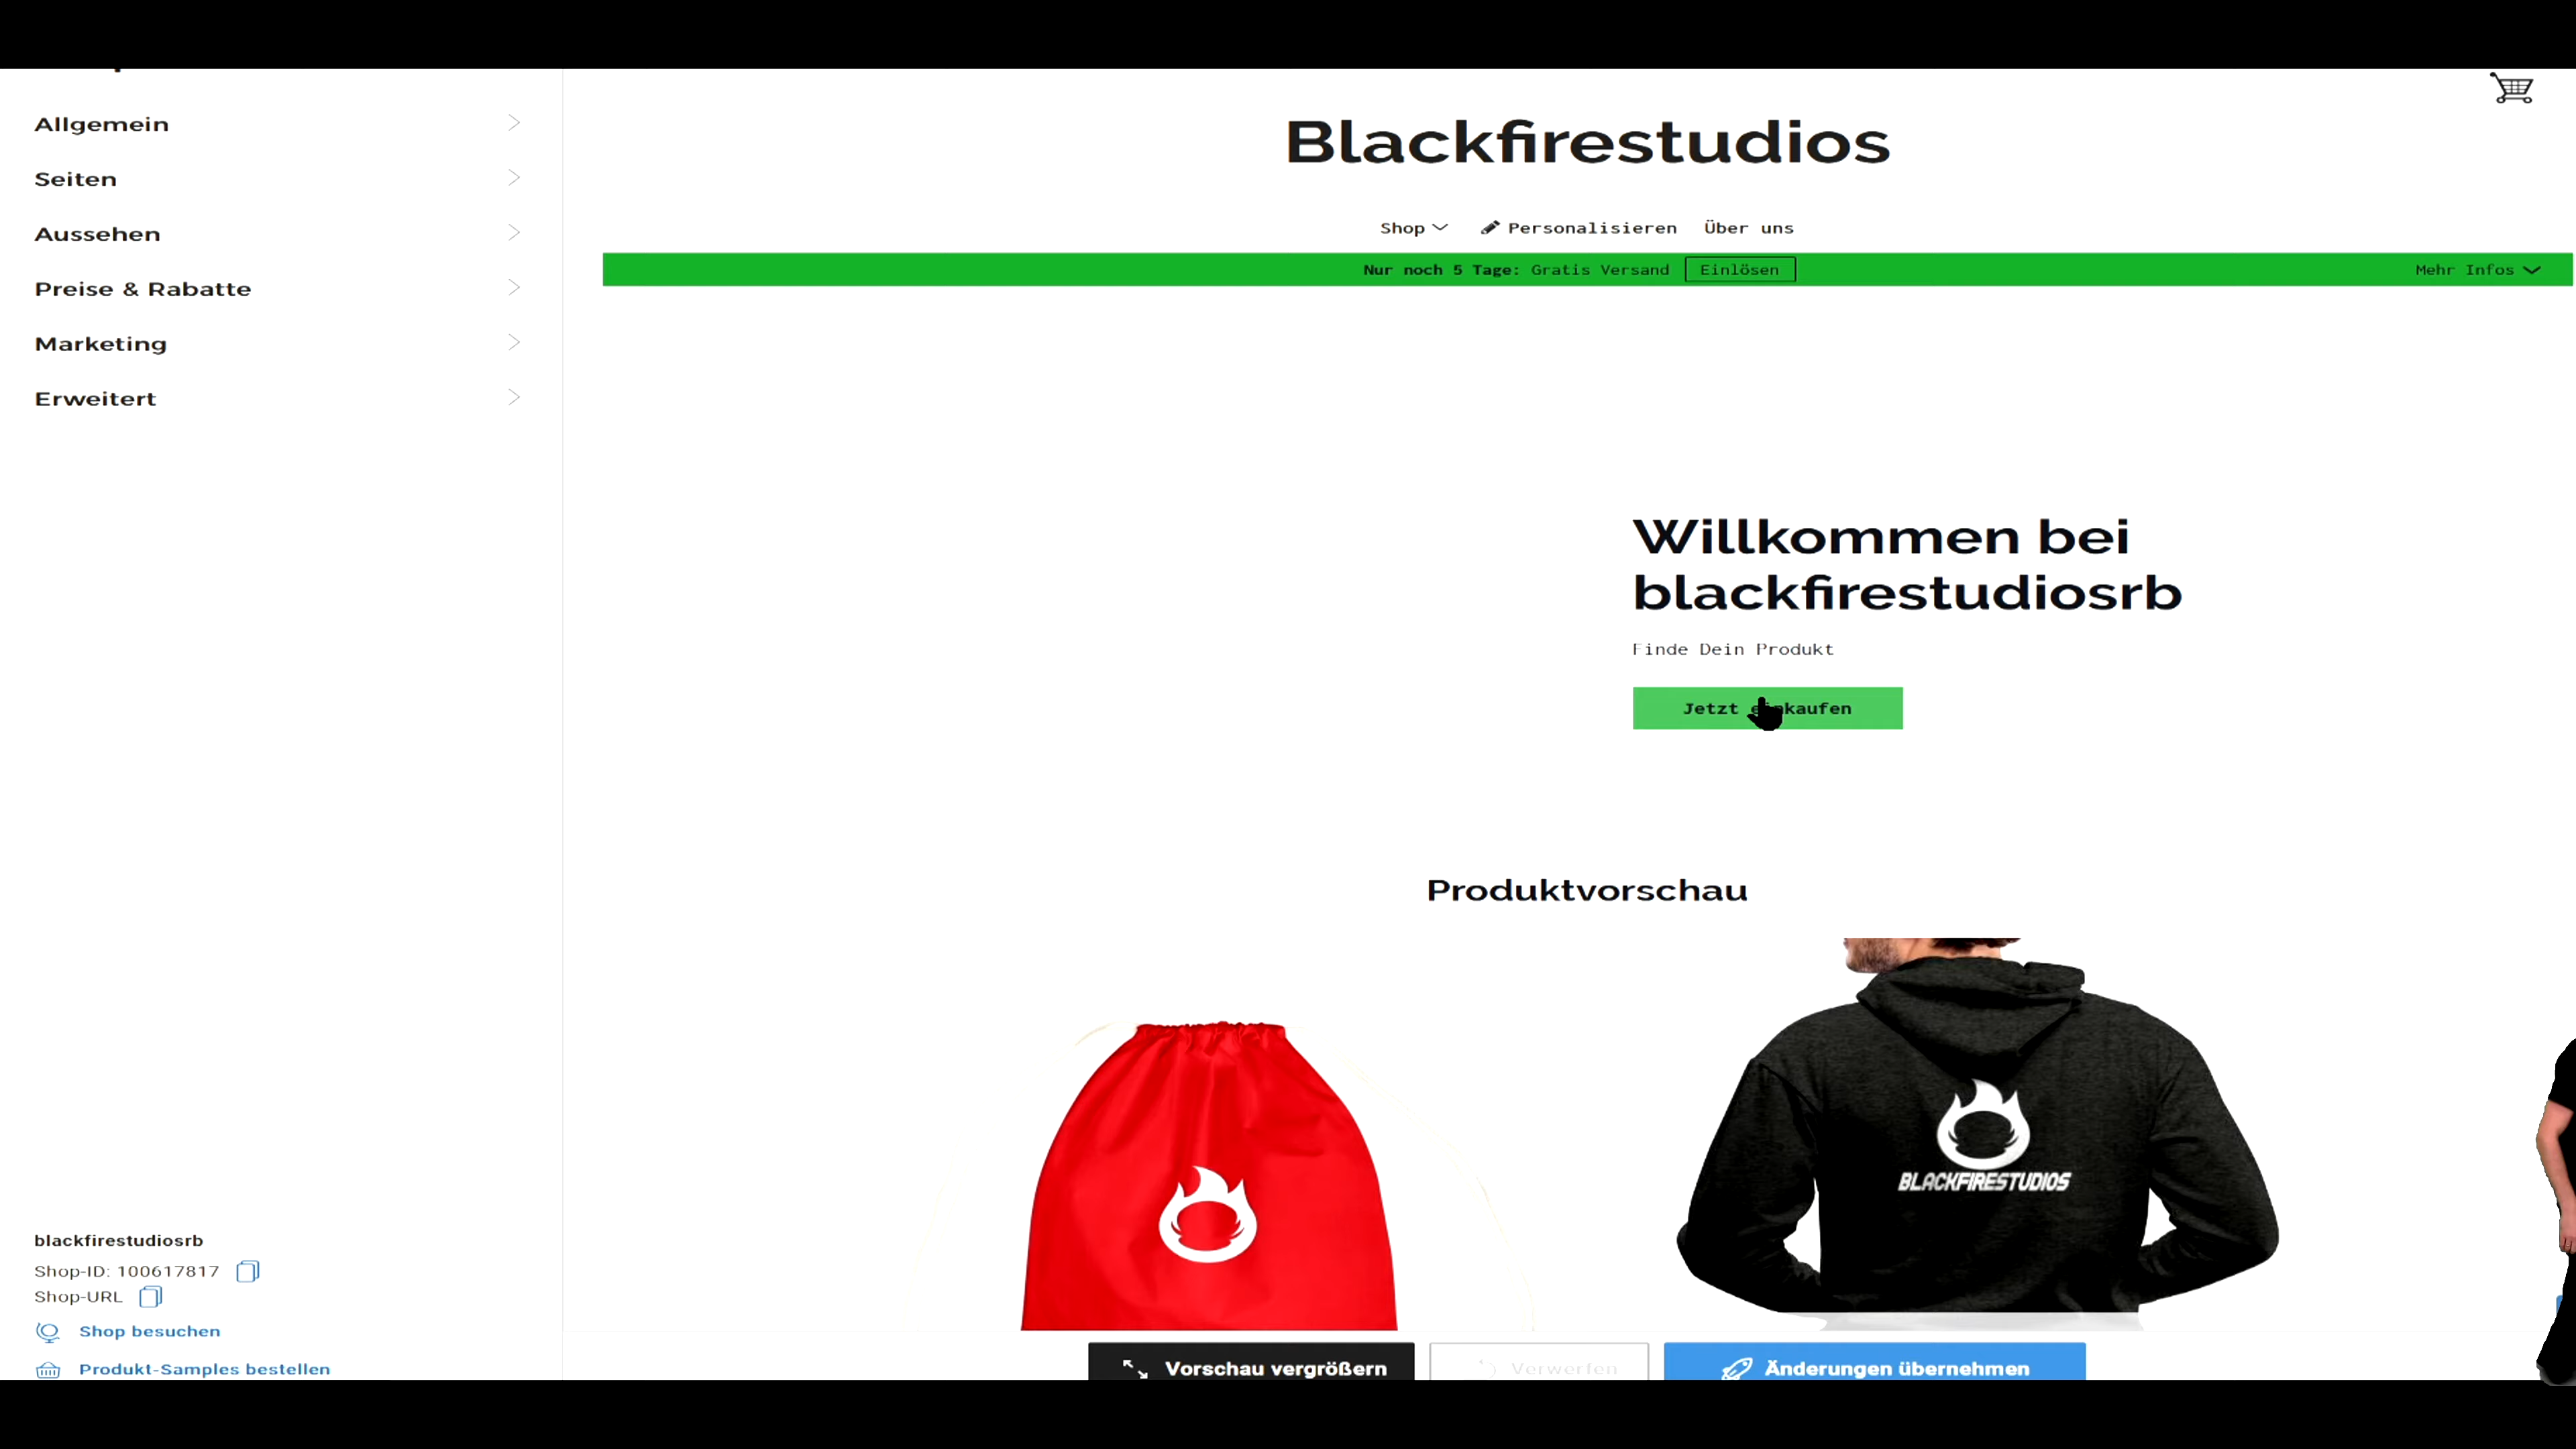 Allgemein
Seiten
Aussehen
Preise & Rabatte
Marketing
Erweitert
blackfirestudiosrb
Shop-ID: 100617817
Shop-URL
Shop besuchen
Produkt-Samples bestellen
Blackfirestudios
Shop Personalisieren Über uns
Nur noch 5 Tage: Gratis Versand Einlösen Mehr Infos
Willkommen bei
blackfirestudiosrb
Finde Dein Produkt
Jetzt einkaufen
Produktvorschau
BLACKFIRESTUDIOS
Vorschau vergrößern Verwerfen Änderungen übernehmen